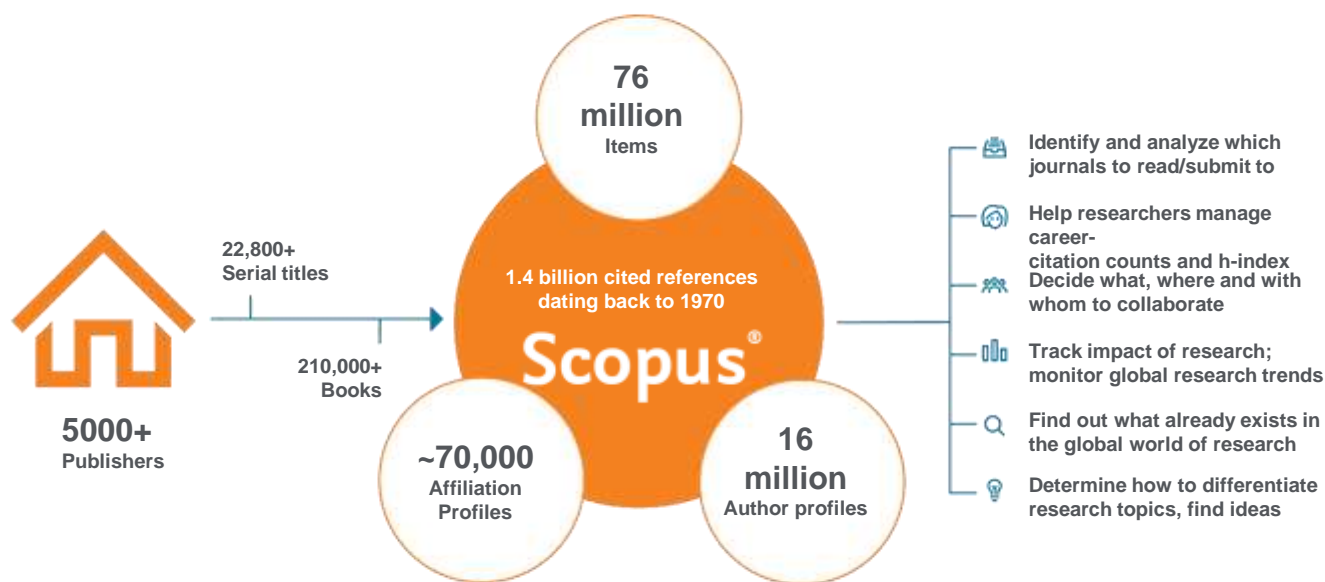 5000+
Publishers
22,800+
Serial titles
210,000+
Books
76
million
Items
1.4 billion cited references
dating back to 1970
Scopus®
~70,000
Affiliation
Profiles
16
million
Author profiles
Identify and analyze which
journals to read/submit to
Help researchers manage
career-
citation counts and h-index
Decide what, where and with
whom to collaborate
Track impact of research;
monitor global research trends
Find out what already exists in
the global world of research
Determine how to differentiate
research topics, find ideas